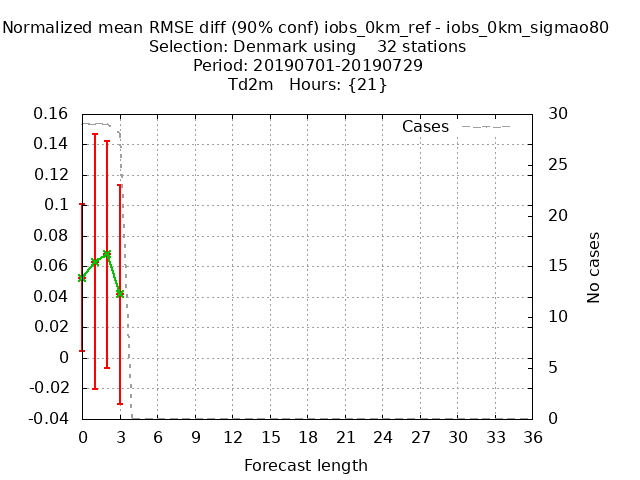 Normalized mean RMSE diff (90% conf) iobs_0km_ref - iobs_0km_sigmao80
Selection: Denmark using 32 stations
Period: 20190701-20190729
Td2m Hours: {21}
Cases
0.16
0.14
0.12
0.1
0.08
0.06
0.04
0.02
0
-0.02
-0.04
30
25
20
15
10
5
0
No cases
0 3 6 9 12 15 18 21 24 27 30 33 36
Forecast length